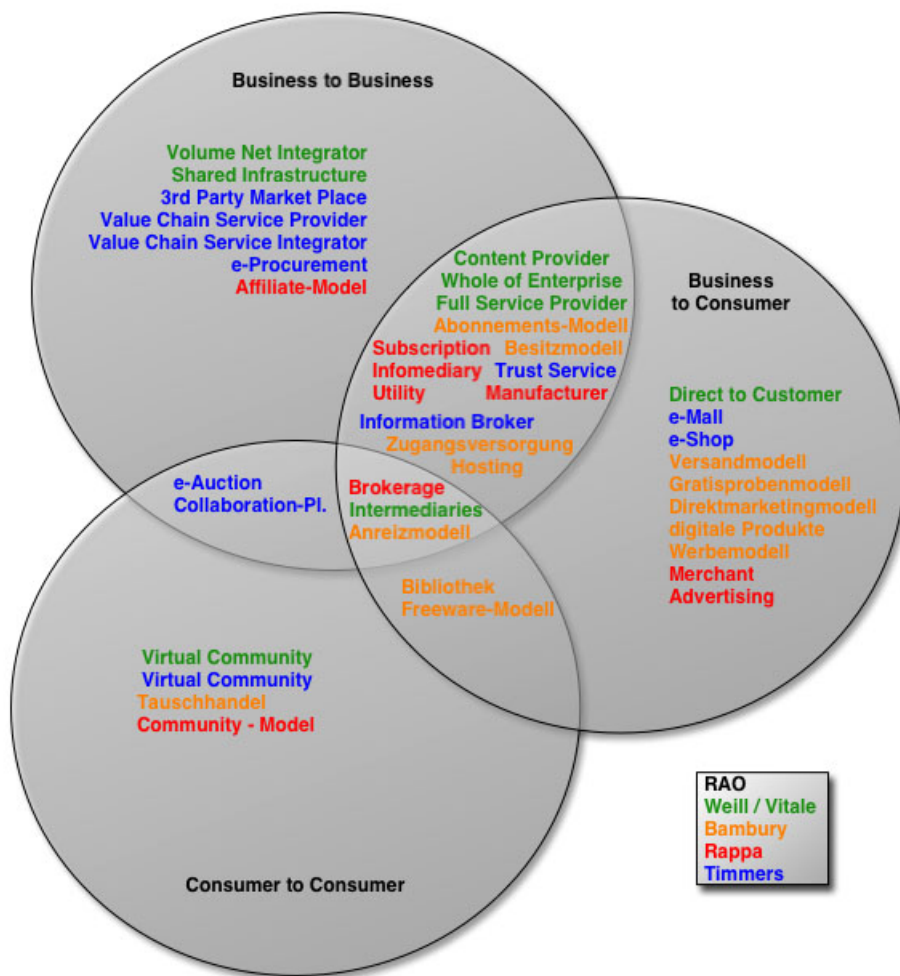 Business to Business
Volume Net Integrator
Shared Infrastructure
3rd Party Market Place
Value Chain Service Provider
Value Chain Service Integrator
e-Procurement
Affiliate-Model
Content Provider
Whole of Enterprise
Full Service Provider
Abonnements-Modell
Subscription Besitzmodell
Infomediary Trust Service
Utility Manufacturer
Information Broker
Zugangsversorgung
Hosting
Business
to Consumer
Direct to Customer
e-Mall
e-Shop
Versandmodell
Gratisprobenmodell
Direktmarketingmodell
digitale Produkte
Werbemodell
Merchant
Advertising
e-Auction
Collaboration-Pl.
Brokerage
Intermediaries
Anreizmodell
Bibliothek
Freeware-Modell
Virtual Community
Virtual Community
Tauschhandel
Community - Model
Consumer to Consumer
RAO
Weill / Vitale
Bambury
Rappa
Timmers